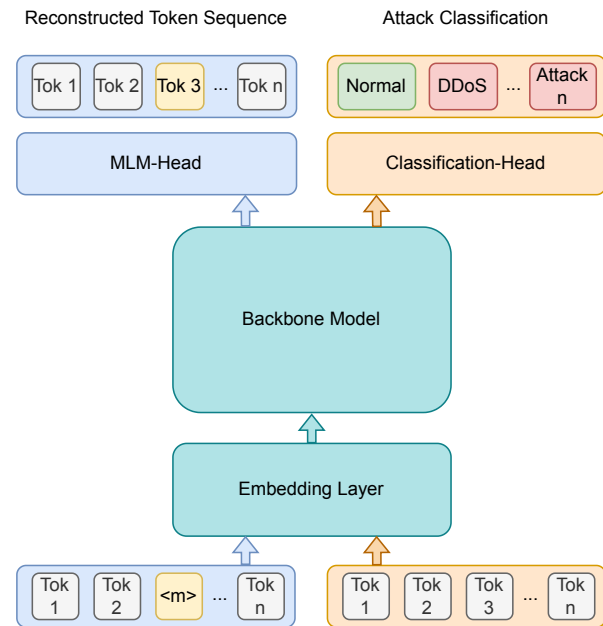 Reconstructed Token Sequence
Attack Classification
Tok 1 Tok 2 Tok 3 ... Tok n
Normal DDoS ... Attack
n
MLM-Head
Classification-Head
Backbone Model
Embedding Layer
Tok
1
Tok
2
<m>
...
Tok
n
Tok
1
Tok
2
Tok
3
...
Tok
n